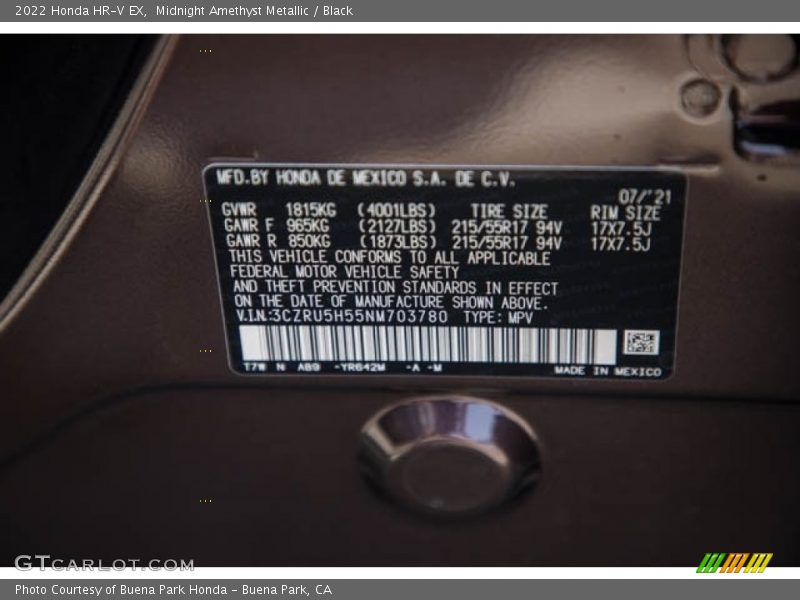 2022 Honda HR-V EX, Midnight Amethyst Metallic / Black
MFD.BY HONDA DE MEXICO S.A. DE C.V.
07/'21
GVWR 1815KG (4001LBS) TIRE SIZE RIM SIZE
GAWR F 965KG (2127LBS) 215/55R17 94V 17X7.5J
GAWR R 850KG (1873LBS) 215/55R17 94V 17X7.5J
THIS VEHICLE CONFORMS TO ALL APPLICABLE
FEDERAL MOTOR VEHICLE SAFETY
AND THEFT PREVENTION STANDARDS IN EFFECT
ON THE DATE OF MANUFACTURE SHOWN ABOVE.
V.I.N.:3CZRU5H55NM703780 TYPE: MPV
T7W N A89 -YR642M -A -M MADE IN MEXICO
GTCARLOT.COM
Photo Courtesy of Buena Park Honda - Buena Park, CA